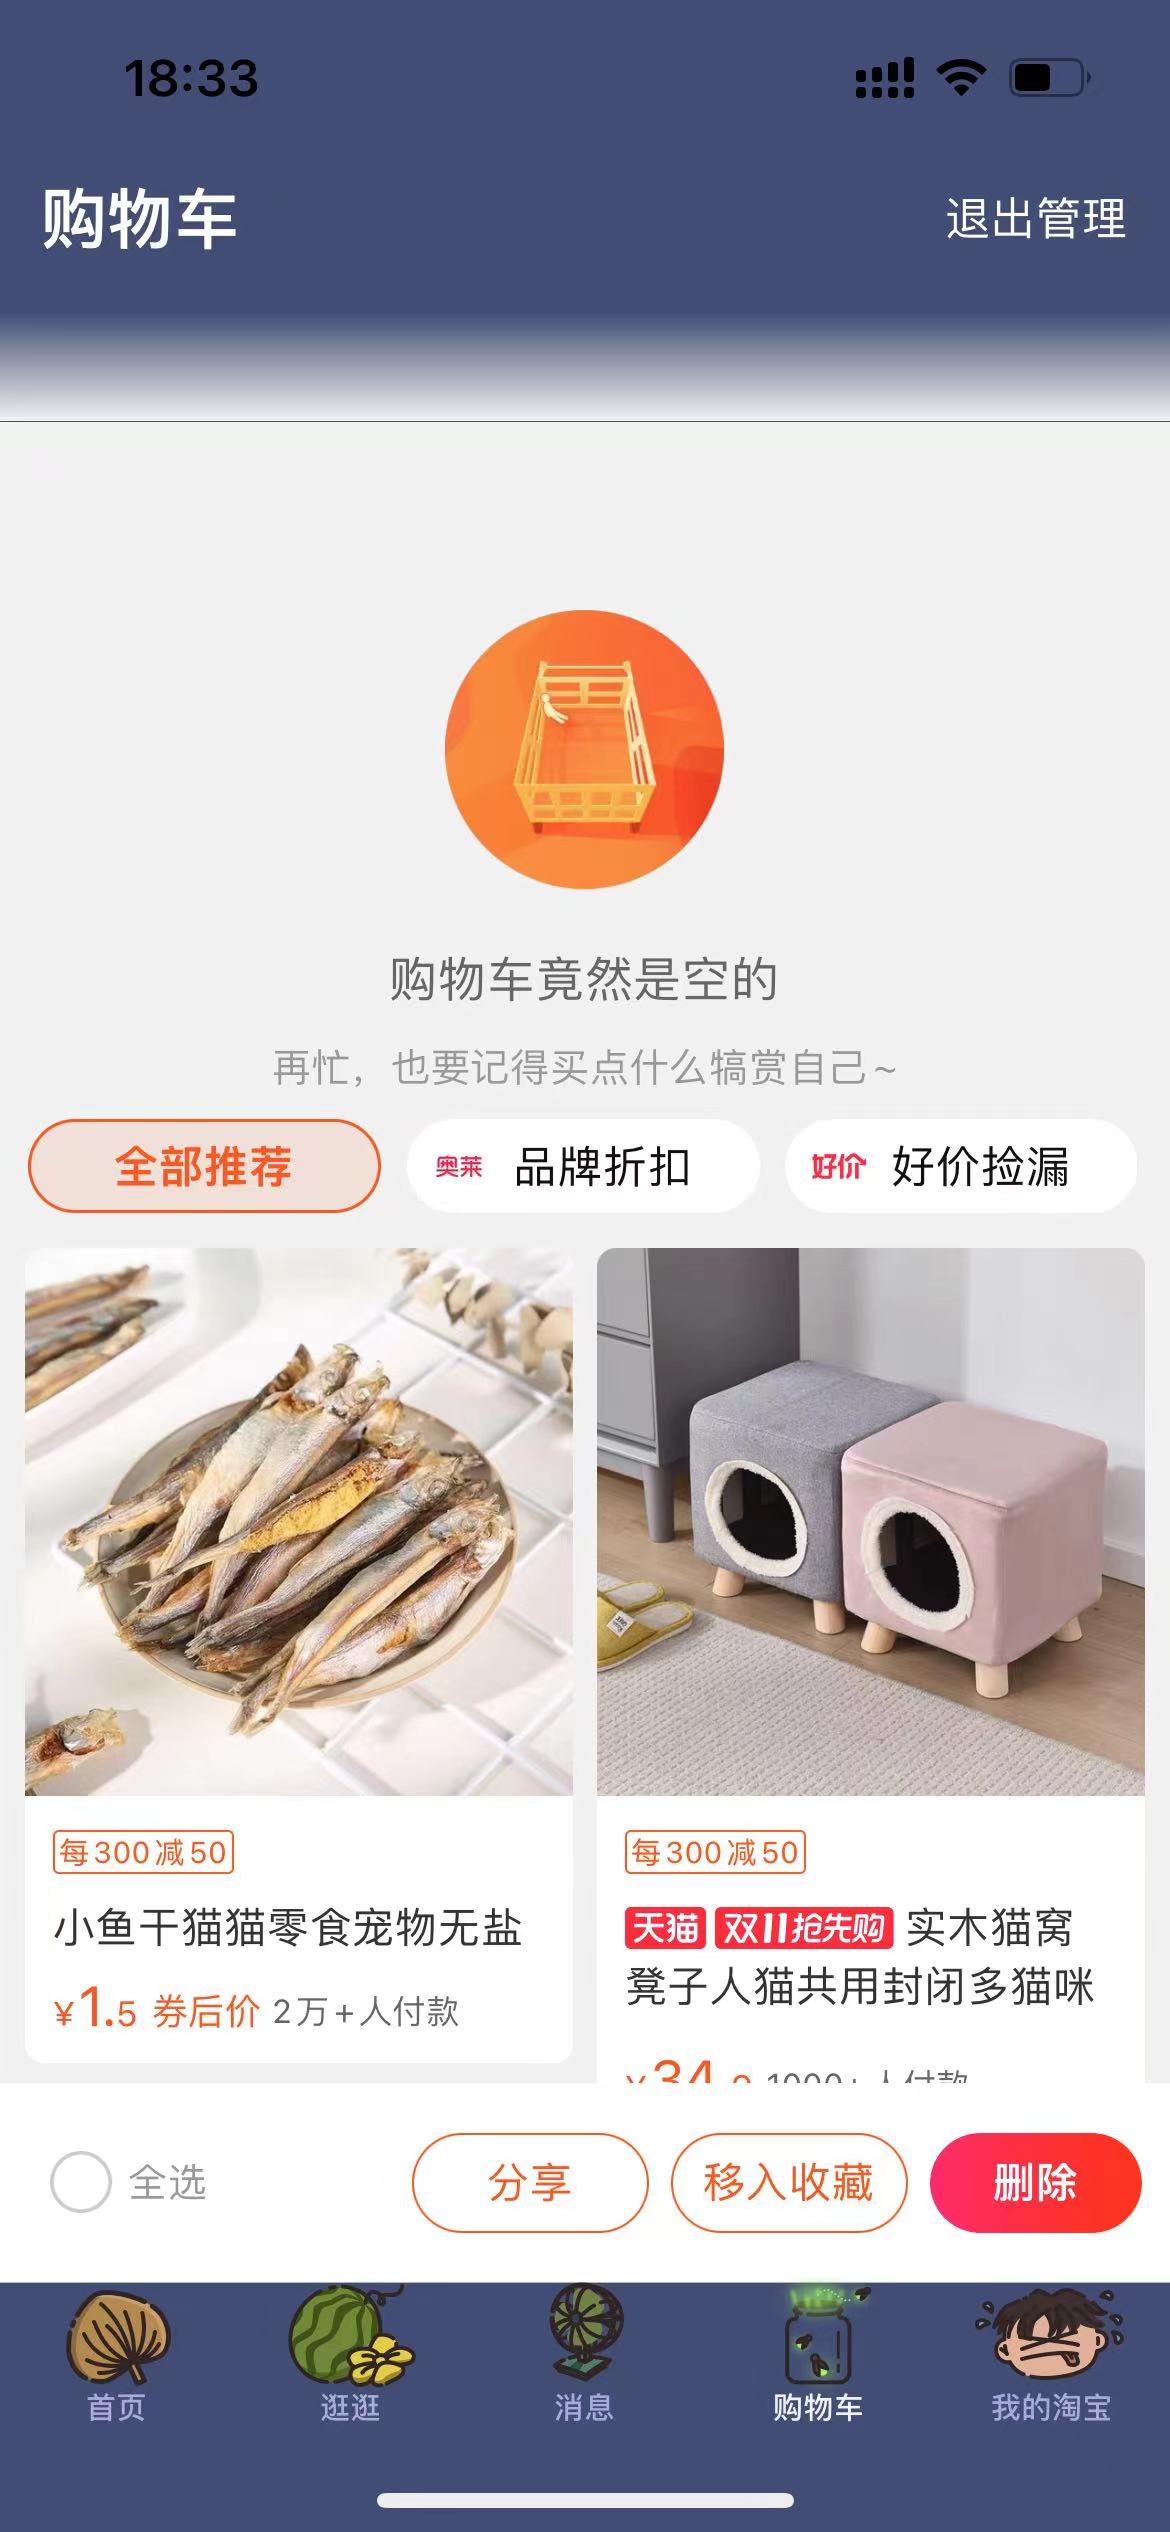 18:33
购物车
退出管理
购物车竟然是空的
再忙，也要记得买点什么犒赏自己~
全部推荐
奥莱 品牌折扣
好价 好价捡漏
每300减50
小鱼干猫猫零食宠物无盐
¥1.5 券后价 2万+人付款
每300减50
天猫 双11抢先购 实木猫窝
凳子人猫共用封闭多猫咪
¥34.9 1000+人付款
全选
分享
移入收藏
删除
首页
逛逛
消息
购物车
我的淘宝